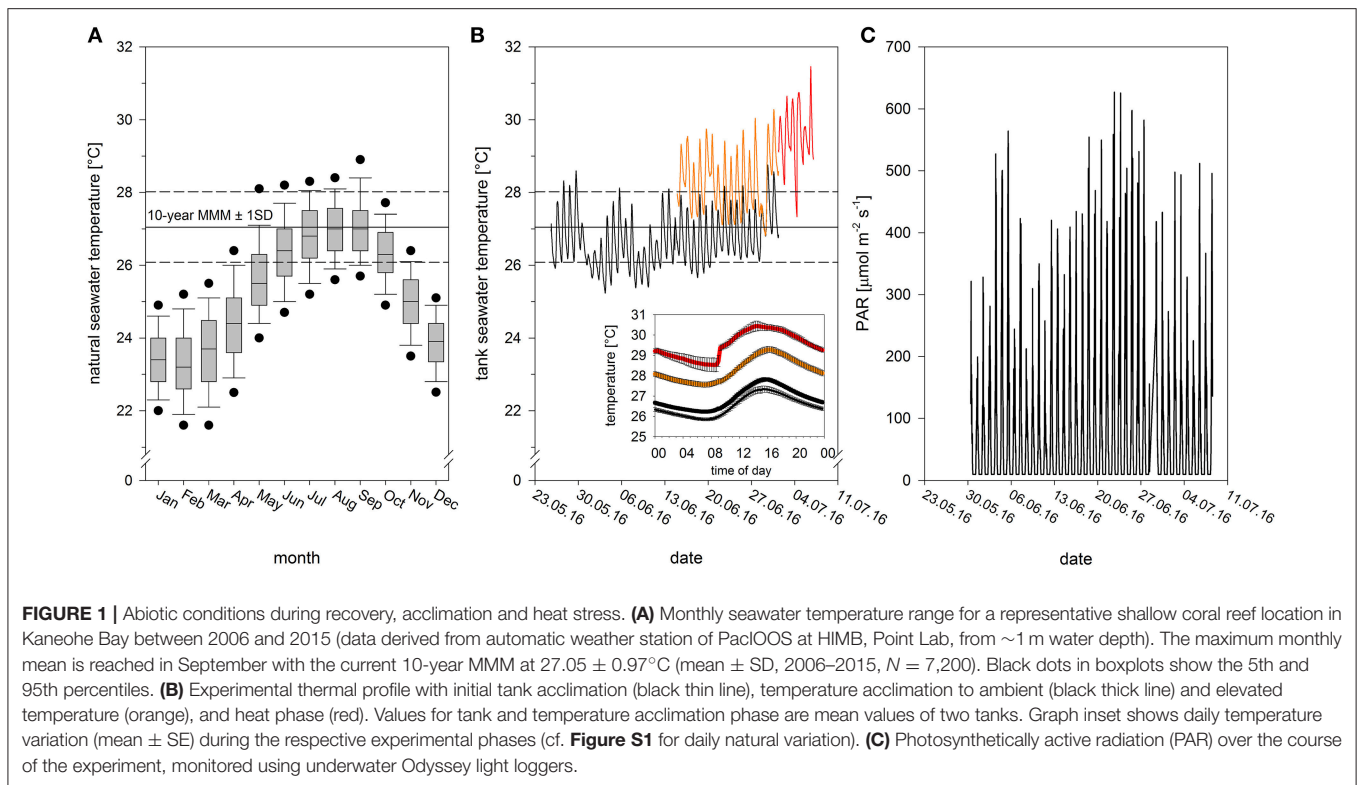 A
32
30
28
26
24
22
0
natural seawater temperature [°C]
10-year MMM ± 1SD
Jan
Feb
Mar
Apr
May
Jun
Jul
Aug
Sep
Oct
Nov
Dec
month
B
32
30
28
26
24
22
0
tank seawater temperature [°C]
31
30
29
28
27
26
25
temperature [°C]
00 04 08 12 16 20 00
time of day
23.05.16
30.05.16
06.06.16
13.06.16
20.06.16
27.06.16
04.07.16
11.07.16
date
C
700
600
500
400
300
200
100
0
PAR [μmol m⁻² s⁻¹]
23.05.16
30.05.16
06.06.16
13.06.16
20.06.16
27.06.16
04.07.16
11.07.16
date
FIGURE 1 | Abiotic conditions during recovery, acclimation and heat stress. (A) Monthly seawater temperature range for a representative shallow coral reef location in
Kaneohe Bay between 2006 and 2015 (data derived from automatic weather station of PacIOOS at HIMB, Point Lab, from ~1 m water depth). The maximum monthly
mean is reached in September with the current 10-year MMM at 27.05 ± 0.97°C (mean ± SD, 2006–2015, N = 7,200). Black dots in boxplots show the 5th and
95th percentiles. (B) Experimental thermal profile with initial tank acclimation (black thin line), temperature acclimation to ambient (black thick line) and elevated
temperature (orange), and heat phase (red). Values for tank and temperature acclimation phase are mean values of two tanks. Graph inset shows daily temperature
variation (mean ± SE) during the respective experimental phases (cf. Figure S1 for daily natural variation). (C) Photosynthetically active radiation (PAR) over the course
of the experiment, monitored using underwater Odyssey light loggers.